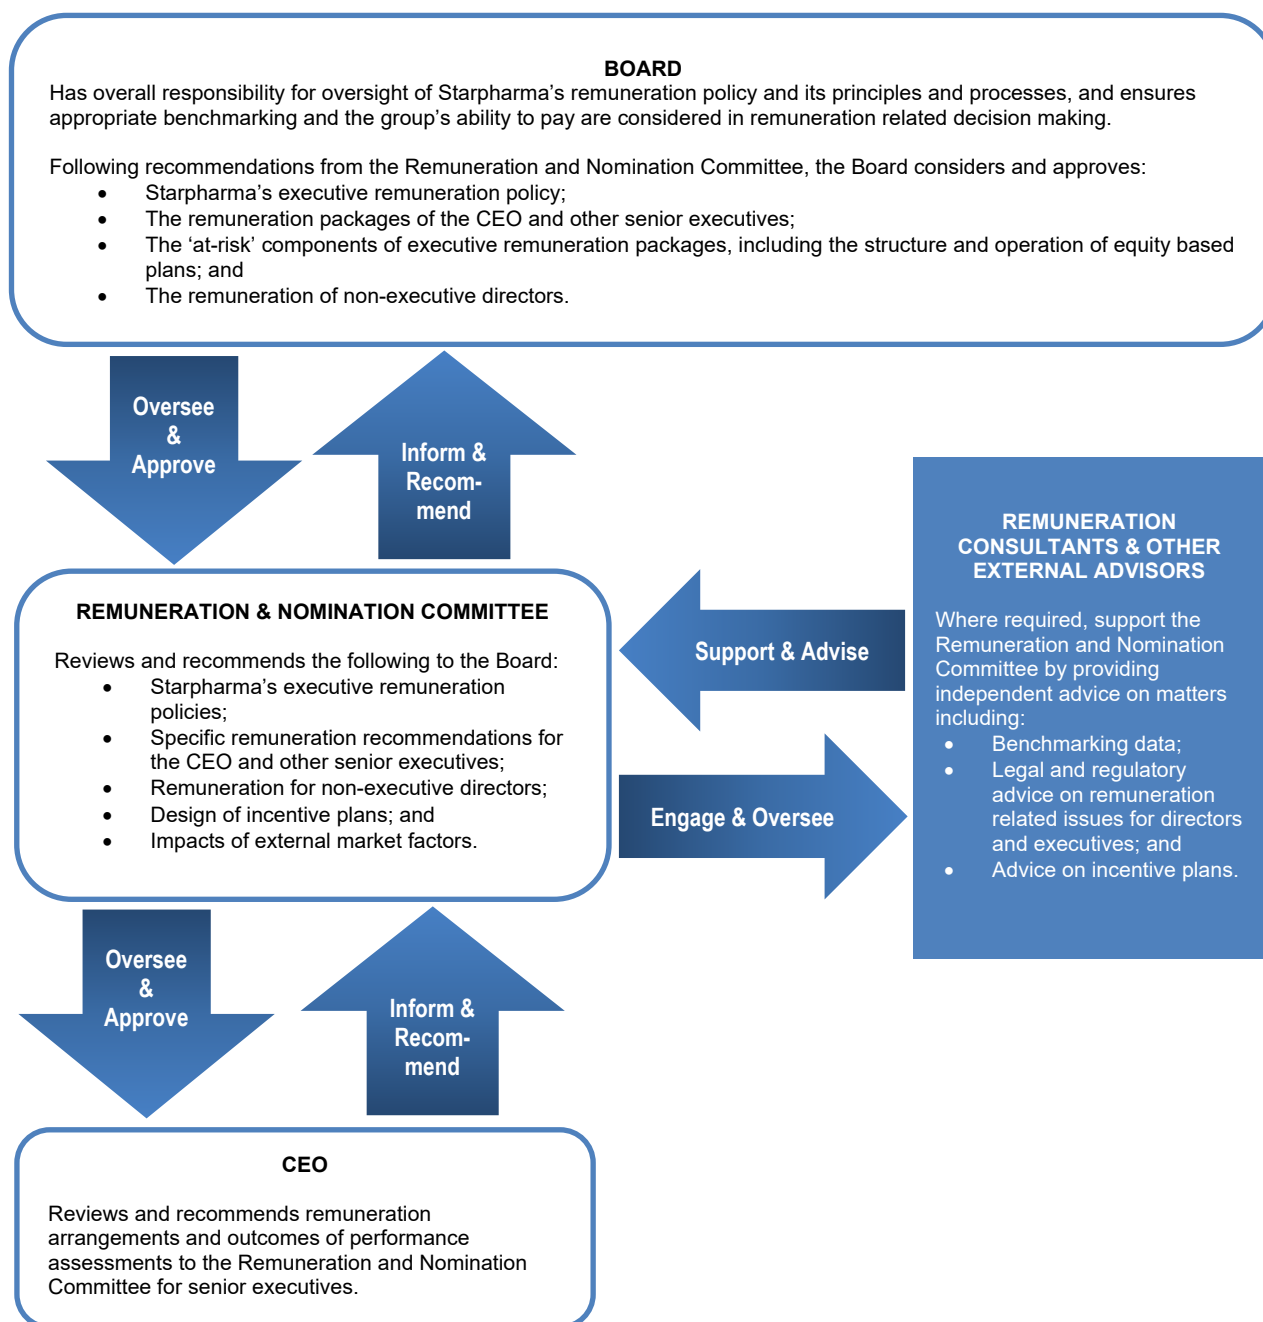 BOARD
Has overall responsibility for oversight of Starpharma’s remuneration policy and its principles and processes, and ensures
appropriate benchmarking and the group’s ability to pay are considered in remuneration related decision making.
Following recommendations from the Remuneration and Nomination Committee, the Board considers and approves:
• Starpharma’s executive remuneration policy;
• The remuneration packages of the CEO and other senior executives;
• The ‘at-risk’ components of executive remuneration packages, including the structure and operation of equity based
plans; and
• The remuneration of non-executive directors.
Oversee
&
Approve
Inform &
Recom-
mend
REMUNERATION & NOMINATION COMMITTEE
Reviews and recommends the following to the Board:
• Starpharma’s executive remuneration
policies;
• Specific remuneration recommendations for
the CEO and other senior executives;
• Remuneration for non-executive directors;
• Design of incentive plans; and
• Impacts of external market factors.
Support & Advise
Engage & Oversee
REMUNERATION
CONSULTANTS & OTHER
EXTERNAL ADVISORS
Where required, support the
Remuneration and Nomination
Committee by providing
independent advice on matters
including:
• Benchmarking data;
• Legal and regulatory
advice on remuneration
related issues for directors
and executives; and
• Advice on incentive plans.
Oversee
&
Approve
Inform &
Recom-
mend
CEO
Reviews and recommends remuneration
arrangements and outcomes of performance
assessments to the Remuneration and Nomination
Committee for senior executives.